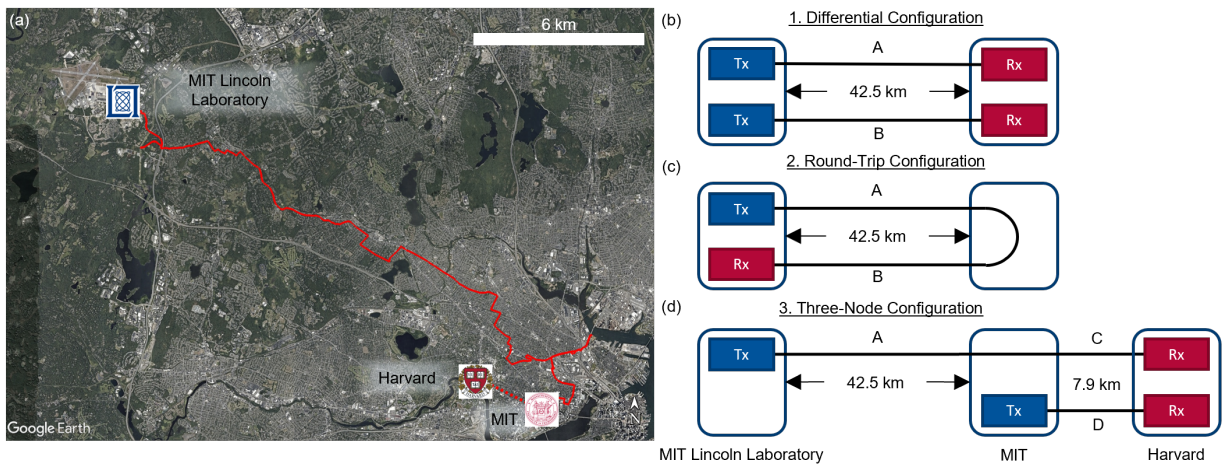 (a)
6 km
MIT Lincoln
Laboratory
Harvard
MIT
N
Google Earth
(b)
1. Differential Configuration
A
Tx
Rx
42.5 km
Tx
Rx
B
(c)
2. Round-Trip Configuration
A
Tx
42.5 km
Rx
B
(d)
3. Three-Node Configuration
A
C
Tx
Rx
42.5 km
7.9 km
Tx
Rx
D
MIT Lincoln Laboratory
MIT
Harvard